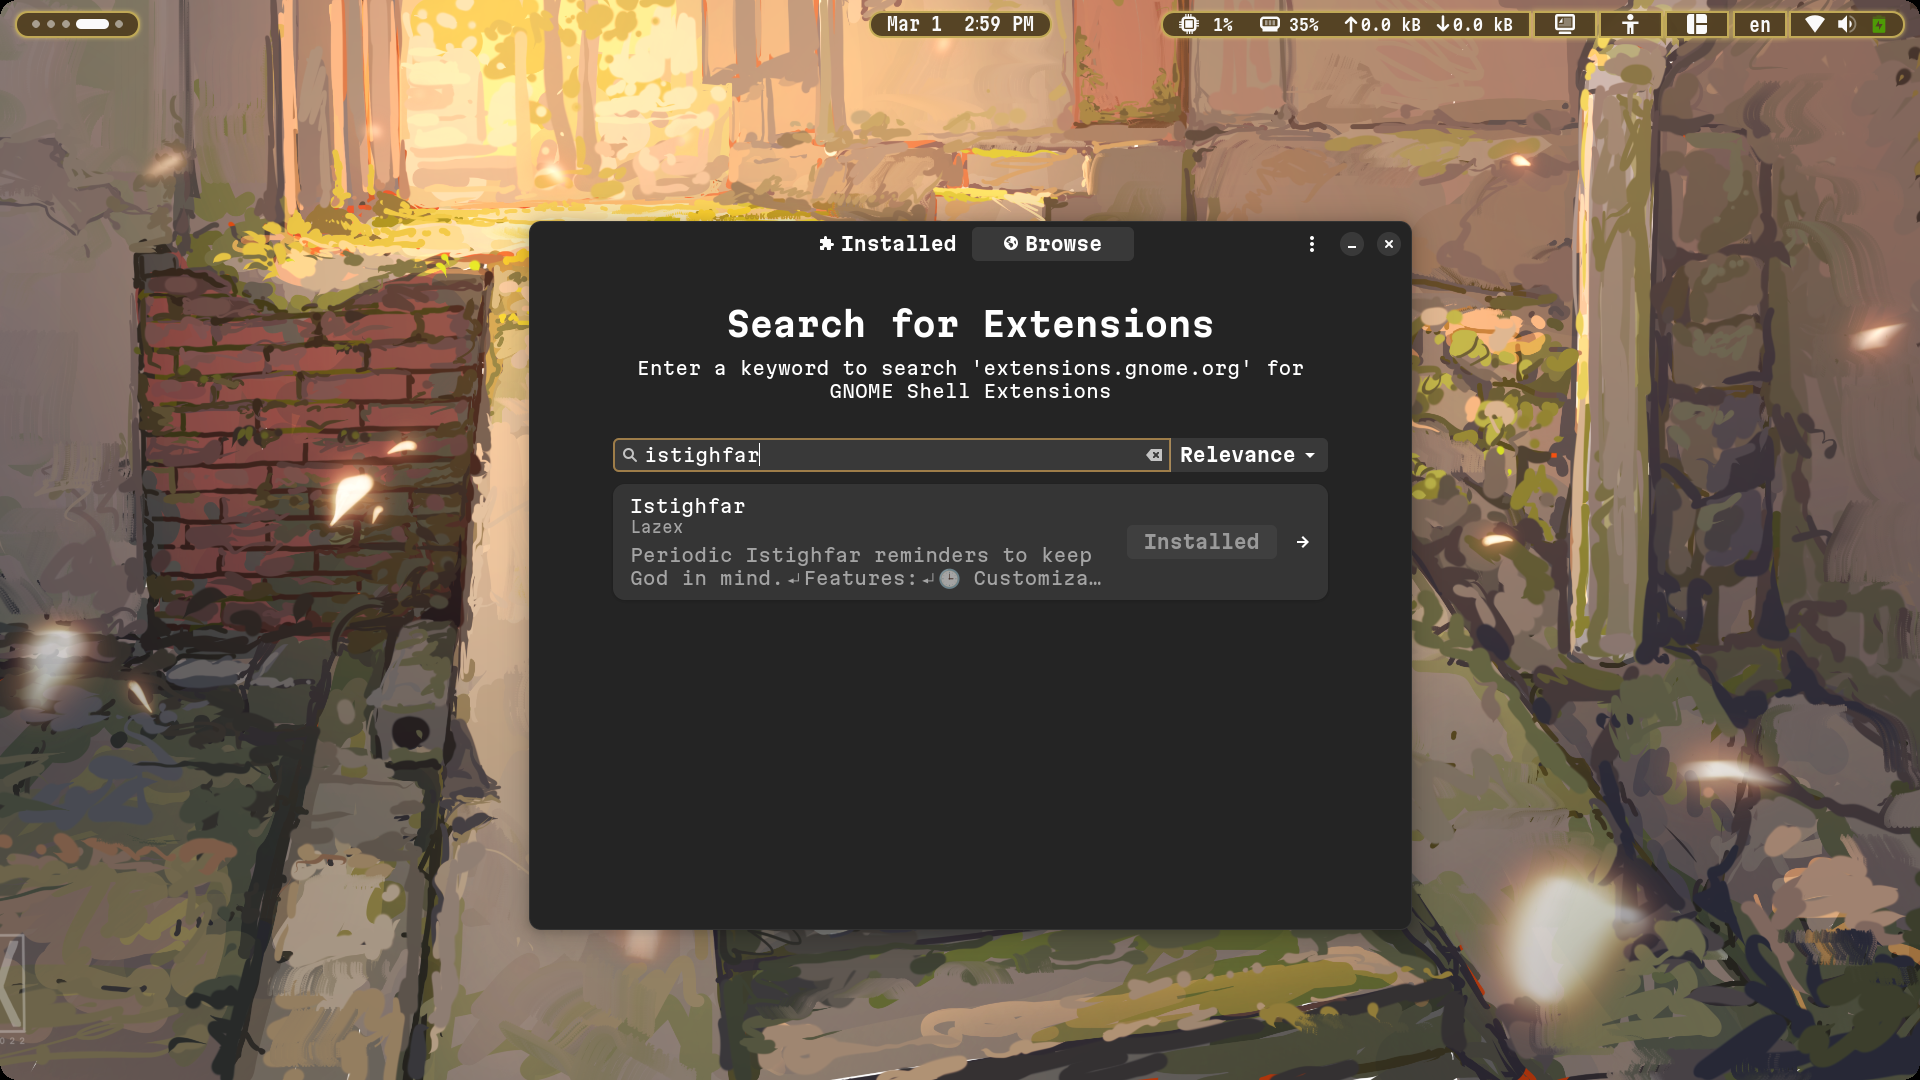 Mar 1 2:59 PM
1% 35% ↑0.0 kB ↓0.0 kB
en
Installed
Browse
Search for Extensions
Enter a keyword to search 'extensions.gnome.org' for
GNOME Shell Extensions
istighfar
Relevance
Istighfar
Lazex
Periodic Istighfar reminders to keep
God in mind.↵Features:↵🕒 Customiza…
Installed
022